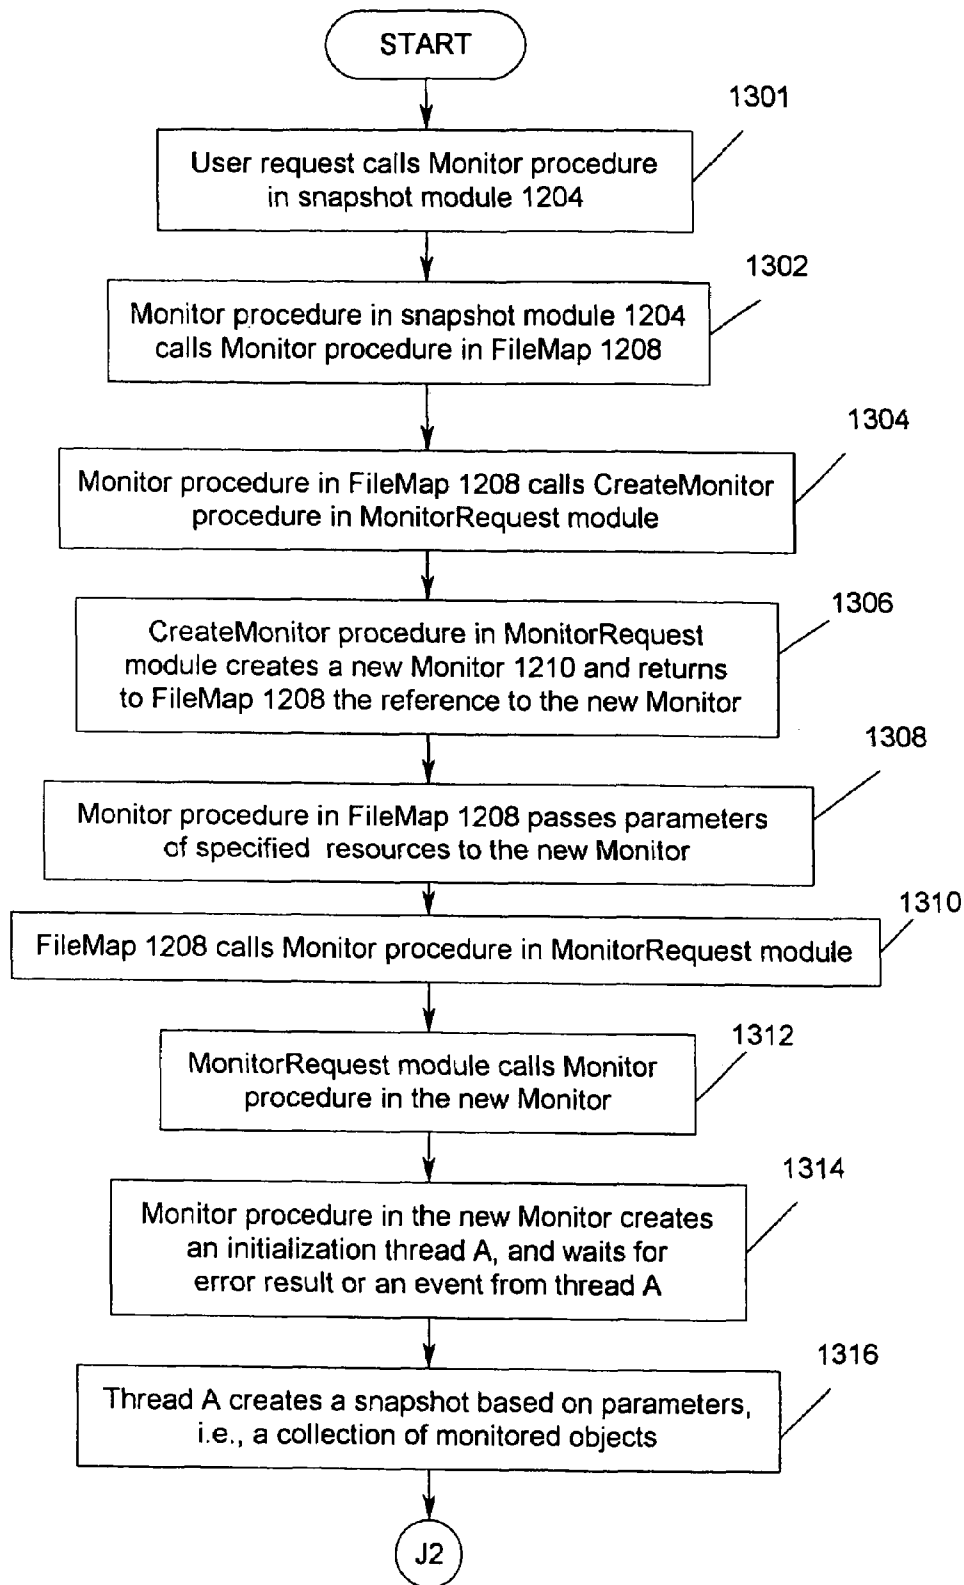 START
1301
User request calls Monitor procedure
in snapshot module 1204
1302
Monitor procedure in snapshot module 1204
calls Monitor procedure in FileMap 1208
1304
Monitor procedure in FileMap 1208 calls CreateMonitor
procedure in MonitorRequest module
1306
CreateMonitor procedure in MonitorRequest
module creates a new Monitor 1210 and returns
to FileMap 1208 the reference to the new Monitor
1308
Monitor procedure in FileMap 1208 passes parameters
of specified resources to the new Monitor
1310
FileMap 1208 calls Monitor procedure in MonitorRequest module
1312
MonitorRequest module calls Monitor
procedure in the new Monitor
1314
Monitor procedure in the new Monitor creates
an initialization thread A, and waits for
error result or an event from thread A
1316
Thread A creates a snapshot based on parameters,
i.e., a collection of monitored objects
J2